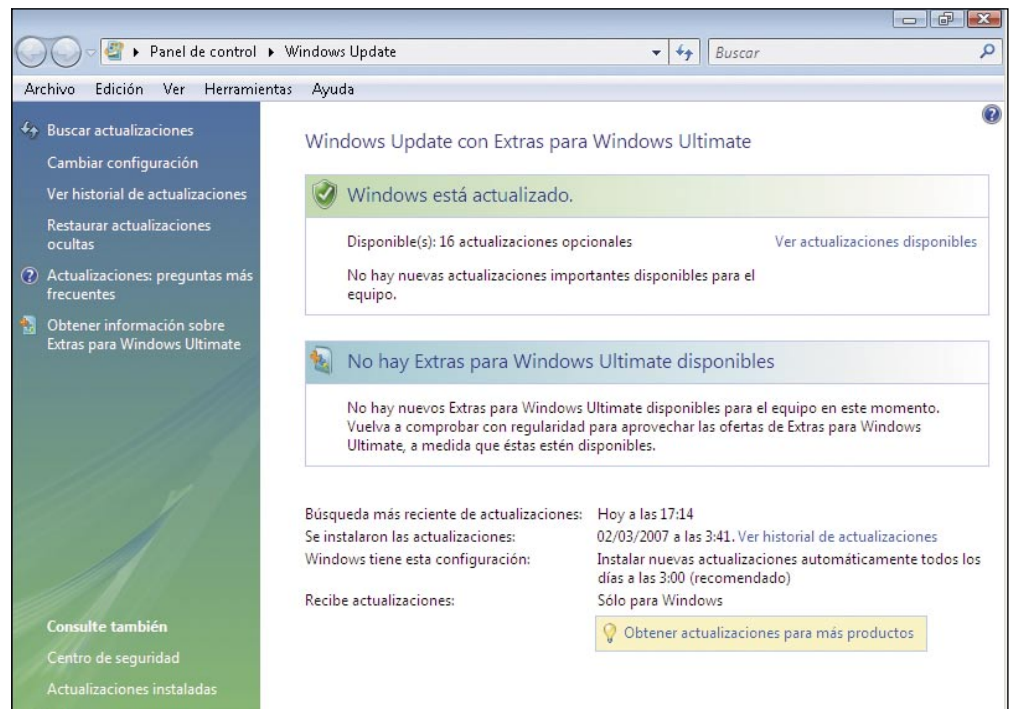 Panel de control Windows Update
Buscar
Archivo Edición Ver Herramientas Ayuda
Buscar actualizaciones
Cambiar configuración
Ver historial de actualizaciones
Restaurar actualizaciones
ocultas
Actualizaciones: preguntas más
frecuentes
Obtener información sobre
Extras para Windows Ultimate
Consulte también
Centro de seguridad
Actualizaciones instaladas
Windows Update con Extras para Windows Ultimate
Windows está actualizado.
Disponible(s): 16 actualizaciones opcionales Ver actualizaciones disponibles
No hay nuevas actualizaciones importantes disponibles para el
equipo.
No hay Extras para Windows Ultimate disponibles
No hay nuevos Extras para Windows Ultimate disponibles para el equipo en este momento.
Vuelva a comprobar con regularidad para aprovechar las ofertas de Extras para Windows
Ultimate, a medida que éstas estén disponibles.
Búsqueda más reciente de actualizaciones: Hoy a las 17:14
Se instalaron las actualizaciones: 02/03/2007 a las 3:41. Ver historial de actualizaciones
Windows tiene esta configuración: Instalar nuevas actualizaciones automáticamente todos los
días a las 3:00 (recomendado)
Recibe actualizaciones: Sólo para Windows
Obtener actualizaciones para más productos